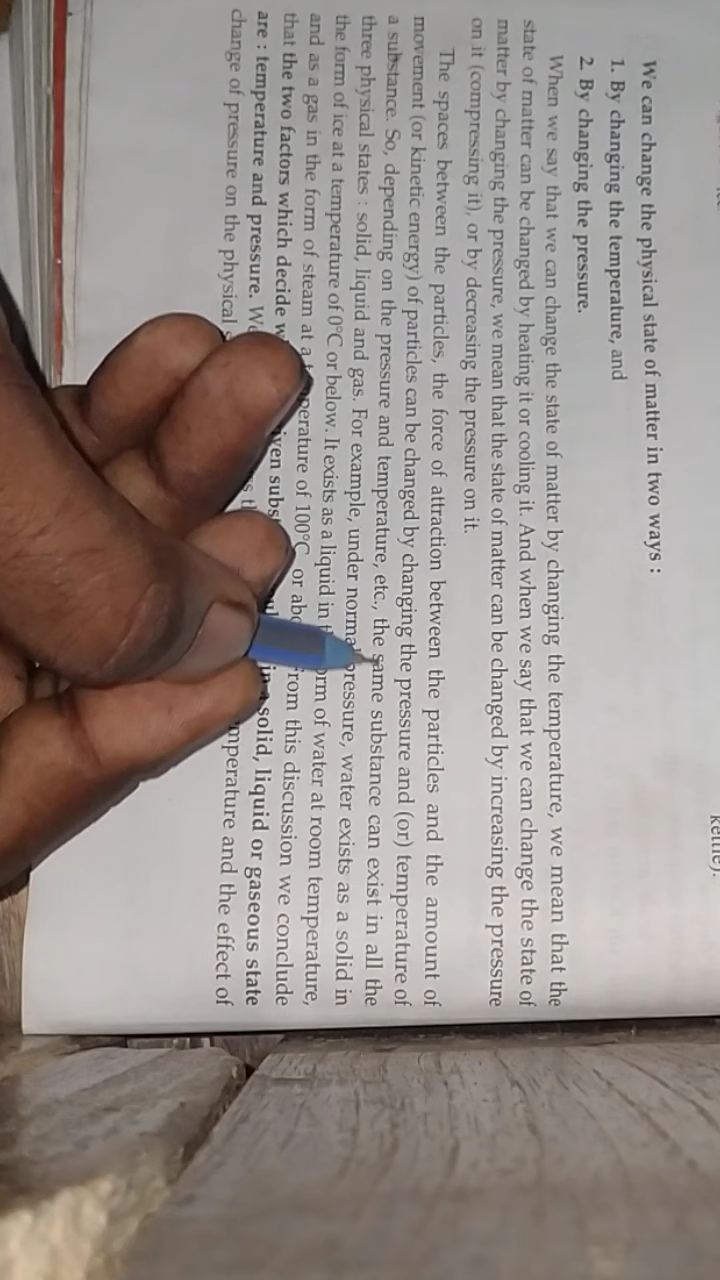 kettle).
We can change the physical state of matter in two ways :
1. By changing the temperature, and
2. By changing the pressure.
When we say that we can change the state of matter by changing the temperature, we mean that the
state of matter can be changed by heating it or cooling it. And when we say that we can change the state of
matter by changing the pressure, we mean that the state of matter can be changed by increasing the pressure
on it (compressing it), or by decreasing the pressure on it.
The spaces between the particles, the force of attraction between the particles and the amount of
movement (or kinetic energy) of particles can be changed by changing the pressure and (or) temperature of
a substance. So, depending on the pressure and temperature, etc., the same substance can exist in all the
three physical states : solid, liquid and gas. For example, under normal pressure, water exists as a solid in
the form of ice at a temperature of 0°C or below. It exists as a liquid in form of water at room temperature,
and as a gas in the form of steam at a 100°C or from this discussion we conclude
that the two factors which decide in a solid, liquid or gaseous state
are : temperature and pressure. and the effect of
change of pressure on the physical